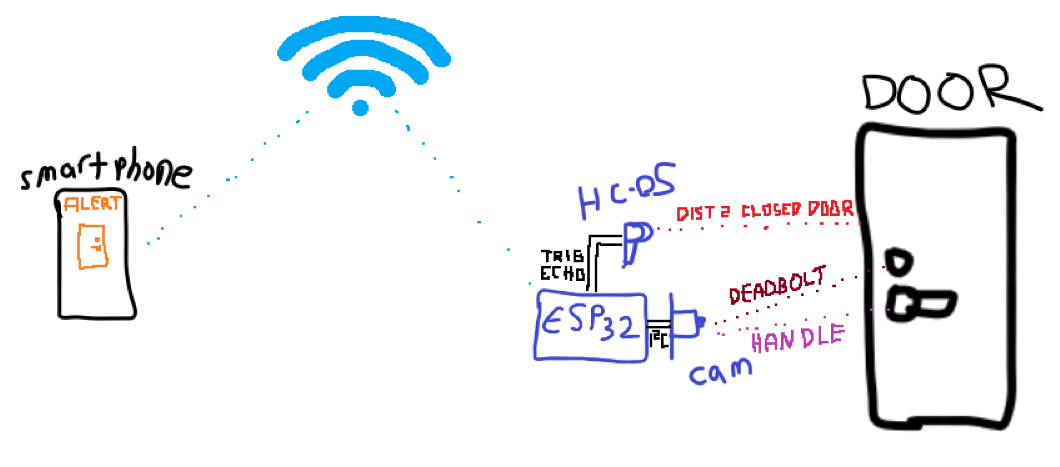 DOOR
smartphone
ALERT
HC-05
DIST 2 CLOSED DOOR
TRIG
ECHO
DEADBOLT
ESP32
I²C
HANDLE
cam